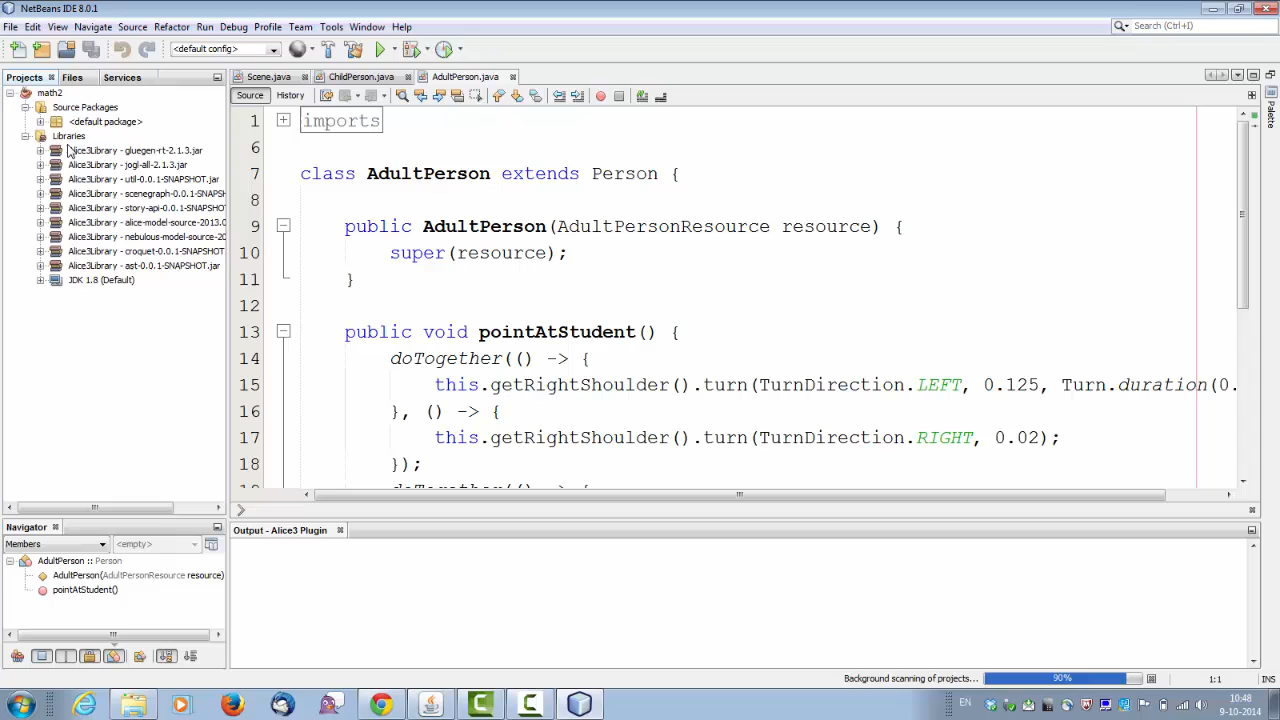 NetBeans IDE 8.0.1
File Edit View Navigate Source Refactor Run Debug Profile Team Tools Window Help
Search (Ctrl+I)
<default config>
Projects Files Services
Scene.java ChildPerson.java AdultPerson.java
Source History
Palette
math2
Source Packages
<default package>
Libraries
Alice3Library - gluegen-rt-2.1.3.jar
Alice3Library - jogl-all-2.1.3.jar
Alice3Library - util-0.0.1-SNAPSHOT.jar
Alice3Library - scenegraph-0.0.1-SNAPSH
Alice3Library - story-api-0.0.1-SNAPSHOT
Alice3Library - alice-model-source-2013.0
Alice3Library - nebulous-model-source-20
Alice3Library - croquet-0.0.1-SNAPSHOT
Alice3Library - ast-0.0.1-SNAPSHOT.jar
JDK 1.8 (Default)
1 imports
6
7 class AdultPerson extends Person {
8
9 public AdultPerson(AdultPersonResource resource) {
10 super(resource);
11 }
12
13 public void pointAtStudent() {
14 doTogether(() -> {
15 this.getRightShoulder().turn(TurnDirection.LEFT, 0.125, Turn.duration(0.
16 }, () -> {
17 this.getRightShoulder().turn(TurnDirection.RIGHT, 0.02);
18 });
Navigator
Members <empty>
AdultPerson :: Person
AdultPerson(AdultPersonResource resource)
pointAtStudent()
Output - Alice3 Plugin
Background scanning of projects... 90% 1:1 INS
EN 10:48
9-10-2014